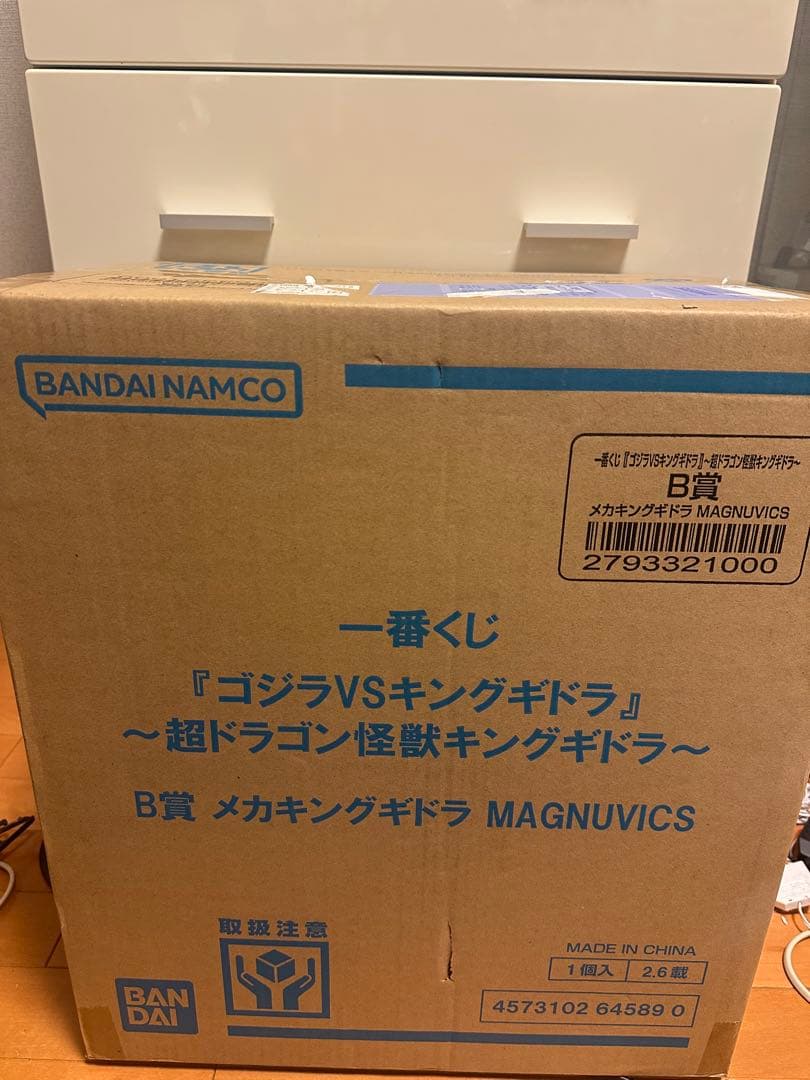 BANDAI NAMCO
一番くじ『ゴジラVSキングギドラ』～超ドラゴン怪獣キングギドラ～
B賞
メカキングギドラ MAGNUVICS
2793321000
一番くじ
『ゴジラVSキングギドラ』
～超ドラゴン怪獣キングギドラ～
B賞 メカキングギドラ MAGNUVICS
取扱注意
MADE IN CHINA
1個入 2.6載
BAN
DAI
4573102 64589 0